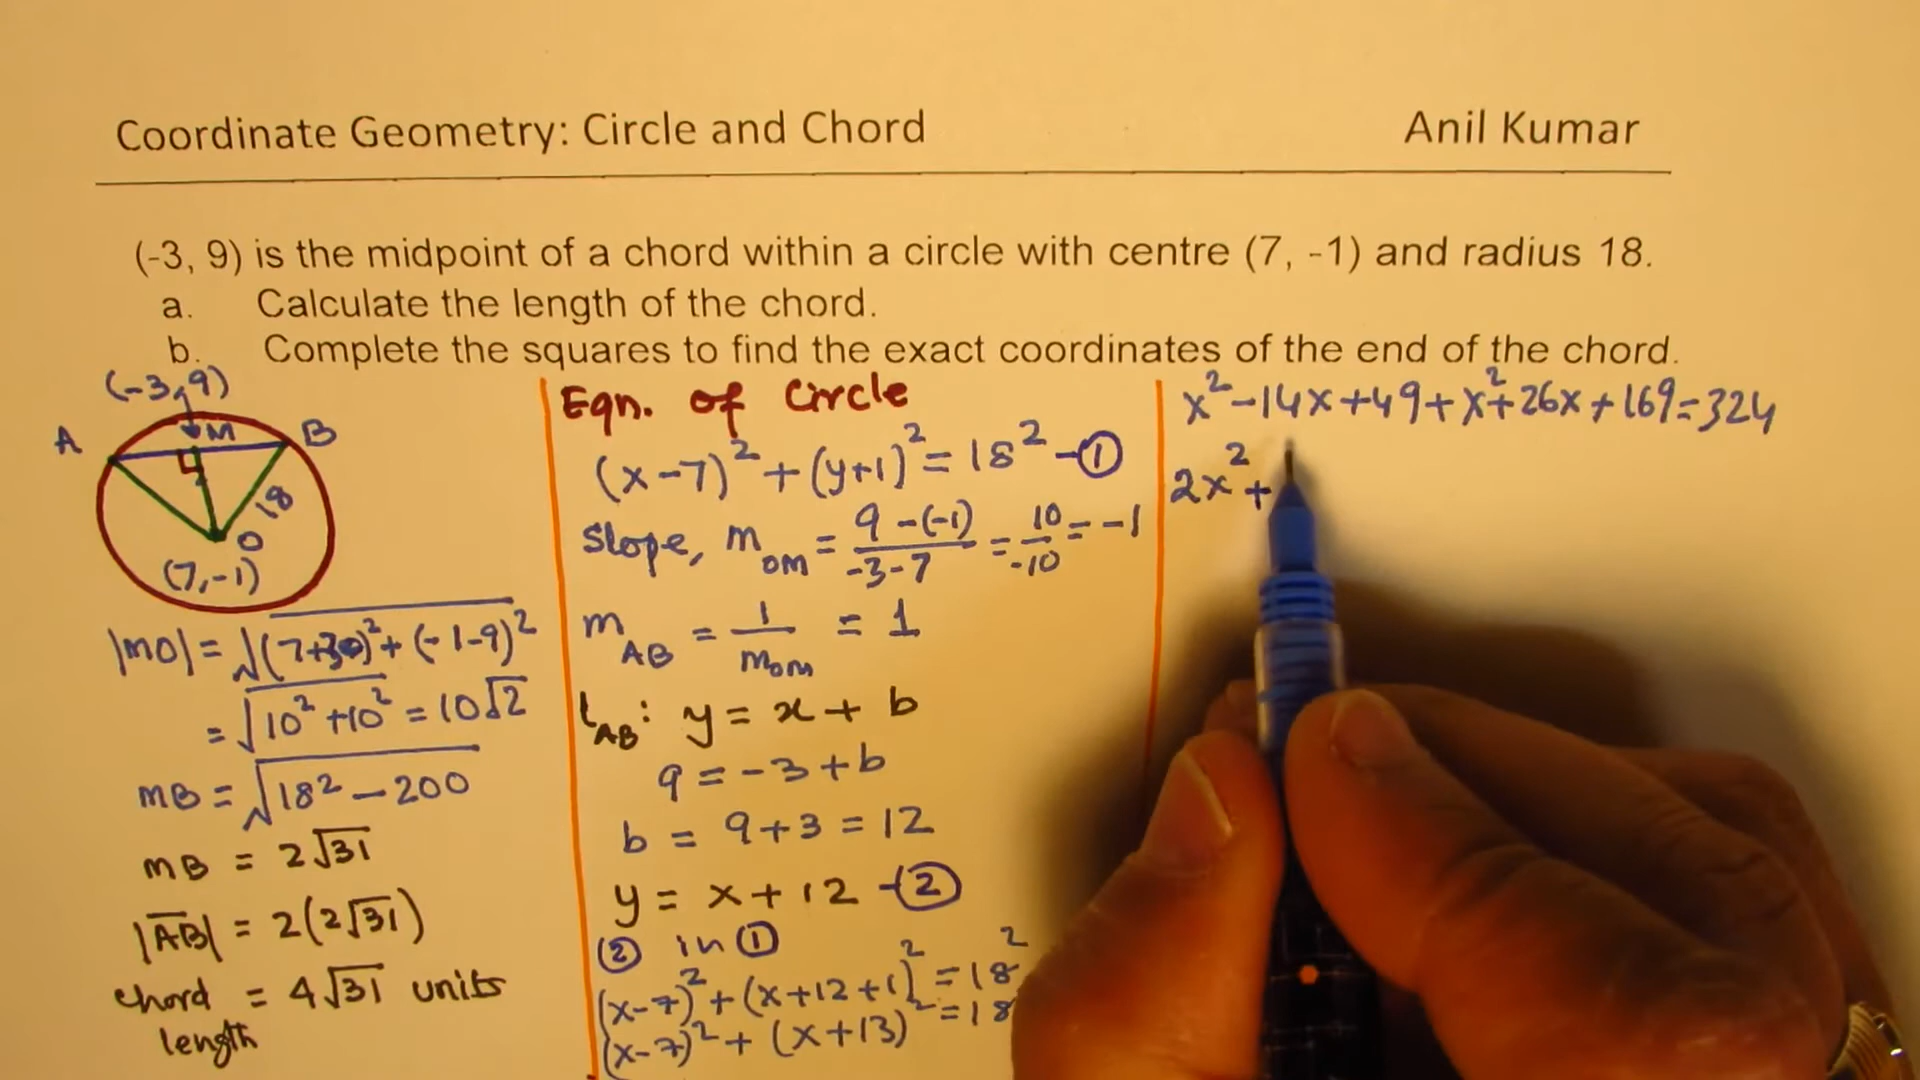 Coordinate Geometry: Circle and Chord
Anil Kumar
(-3, 9) is the midpoint of a chord within a circle with centre (7, -1) and radius 18.
a. Calculate the length of the chord.
b. Complete the squares to find the exact coordinates of the end of the chord.
(-3,9)
A M B
18
O
(7,-1)
|MO| = √(7+3)² + (-1-9)²
= √10² + 10² = 10√2
MB = √18² - 200
MB = 2√31
|AB| = 2(2√31)
chord = 4√31 units
length
Eqn. of Circle
(x-7)² + (y+1)² = 18² - ①
Slope, m_OM = 9-(-1)/-3-7 = 10/-10 = -1
m_AB = 1/m_OM = 1
L_AB: y = x + b
9 = -3 + b
b = 9+3 = 12
y = x + 12 - ②
② in ①
(x-7)² + (x+12+1)² = 18²
(x-7)² + (x+13)² = 18
x² - 14x + 49 + x² + 26x + 169 = 324
2x² +